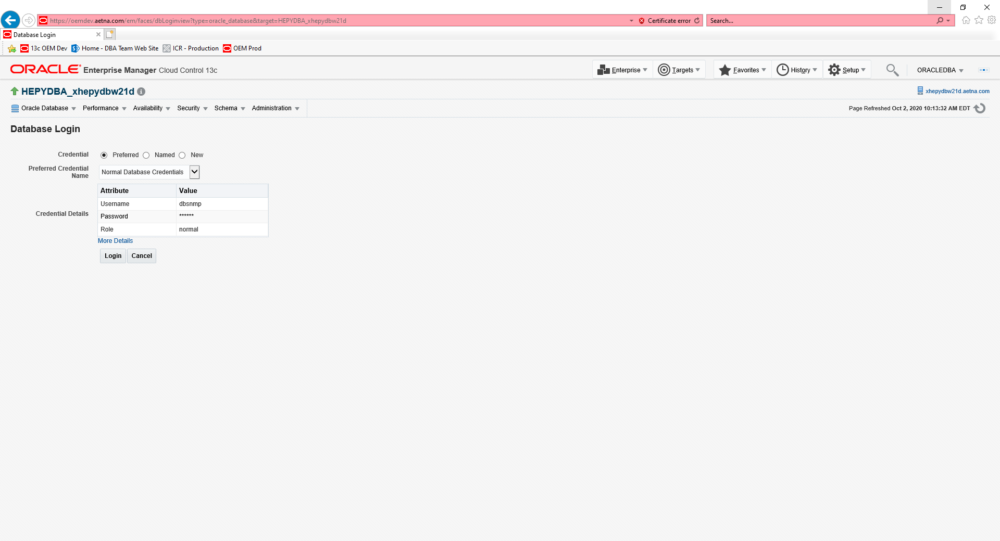 https://oemdev.aetna.com/em/faces/dbLoginview?type=oracle_database&target=HEPYDBA_xhepydbw21d Certificate error Search...
Database Login
13c OEM Dev Home - DBA Team Web Site ICR - Production OEM Prod
ORACLE Enterprise Manager Cloud Control 13c Enterprise Targets Favorites History Setup ORACLEDBA
HEPYDBA_xhepydbw21d xhepydbw21d.aetna.com
Oracle Database Performance Availability Security Schema Administration Page Refreshed Oct 2, 2020 10:13:32 AM EDT
Database Login
Credential Preferred Named New
Preferred Credential
Name Normal Database Credentials
Attribute Value
Username dbsnmp
Credential Details
Password ******
Role normal
More Details
Login Cancel